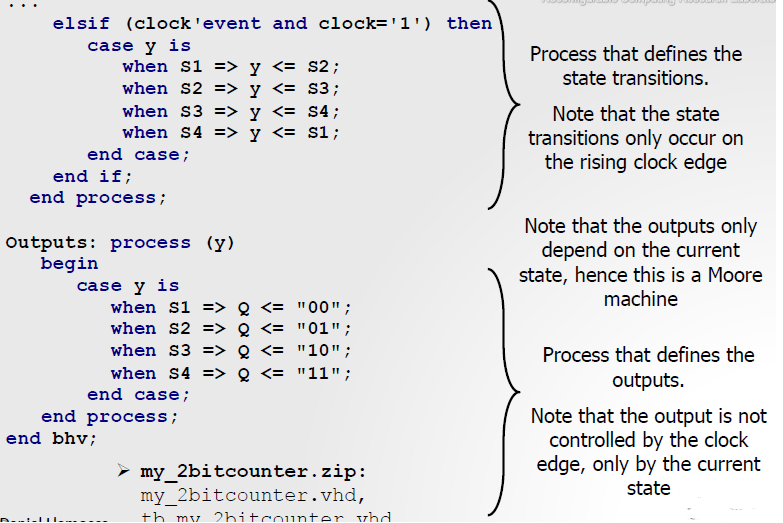 ...
elsif (clock'event and clock='1') then
case y is
when S1 => y <= S2;
when S2 => y <= S3;
when S3 => y <= S4;
when S4 => y <= S1;
end case;
end if;
end process;
Process that defines the
state transitions.
Note that the state
transitions only occur on
the rising clock edge
Outputs: process (y)
begin
case y is
when S1 => Q <= "00";
when S2 => Q <= "01";
when S3 => Q <= "10";
when S4 => Q <= "11";
end case;
end process;
end bhv;
Note that the outputs only
depend on the current
state, hence this is a Moore
machine
Process that defines the
outputs.
Note that the output is not
controlled by the clock
edge, only by the current
state
➢ my_2bitcounter.zip:
my_2bitcounter.vhd,
tb_my_2bitcounter.vhd